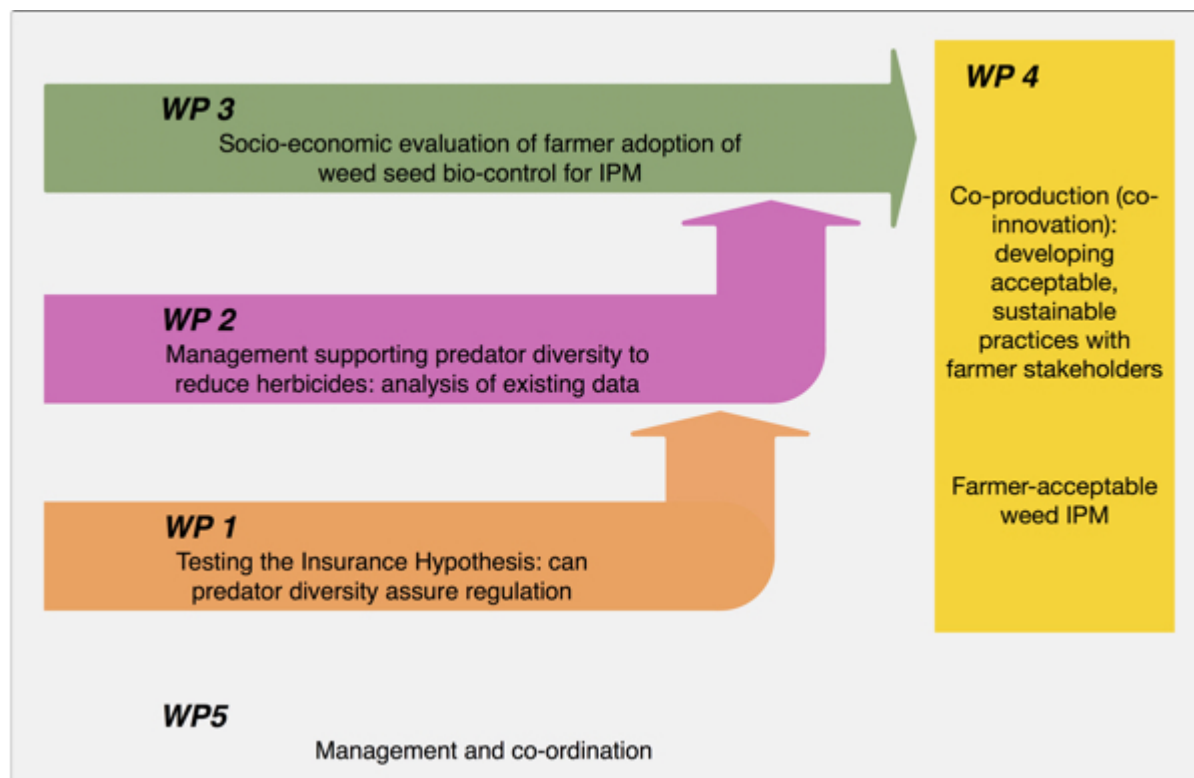 WP 3
Socio-economic evaluation of farmer adoption of
weed seed bio-control for IPM
WP 2
Management supporting predator diversity to
reduce herbicides: analysis of existing data
WP 1
Testing the Insurance Hypothesis: can
predator diversity assure regulation
WP 4
Co-production (co-
innovation):
developing
acceptable,
sustainable
practices with
farmer stakeholders
Farmer-acceptable
weed IPM
WP5
Management and co-ordination